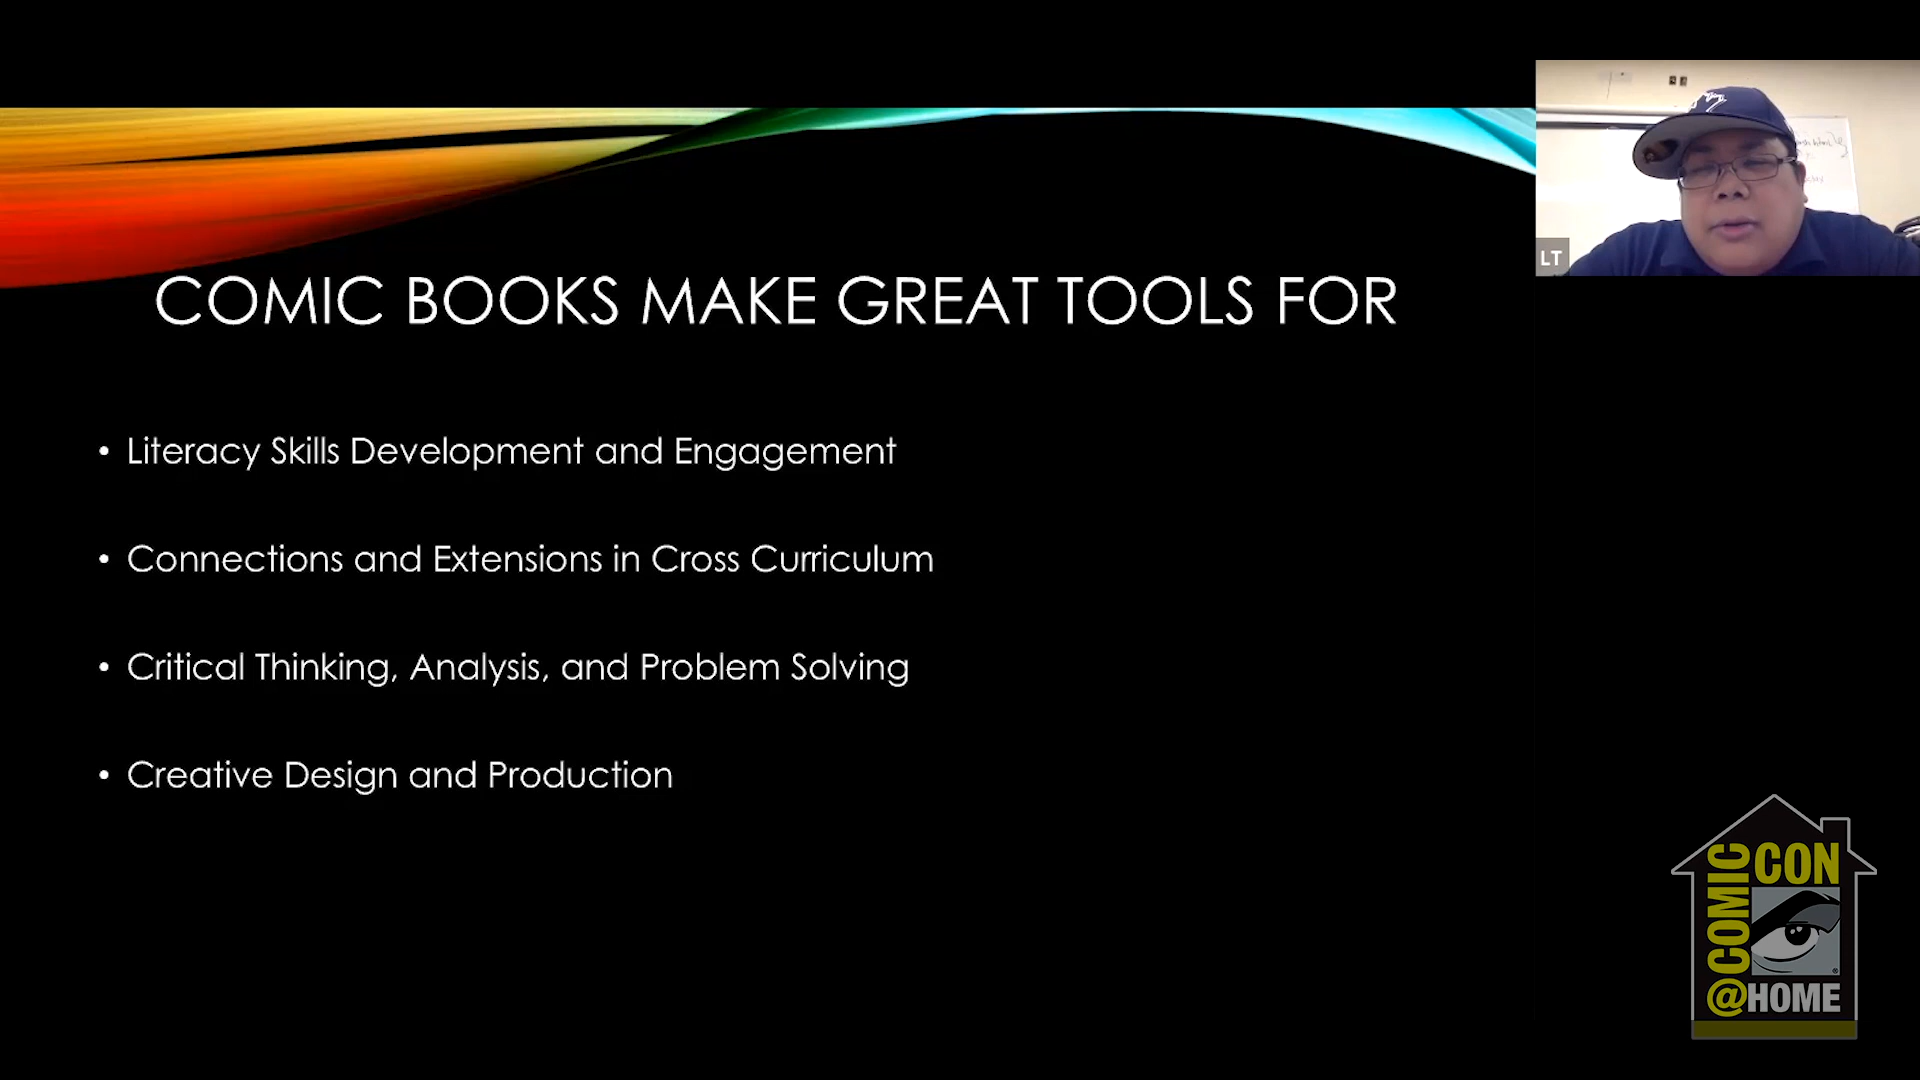 COMIC BOOKS MAKE GREAT TOOLS FOR
• Literacy Skills Development and Engagement
• Connections and Extensions in Cross Curriculum
• Critical Thinking, Analysis, and Problem Solving
• Creative Design and Production
LT
COMIC
CON
@HOME